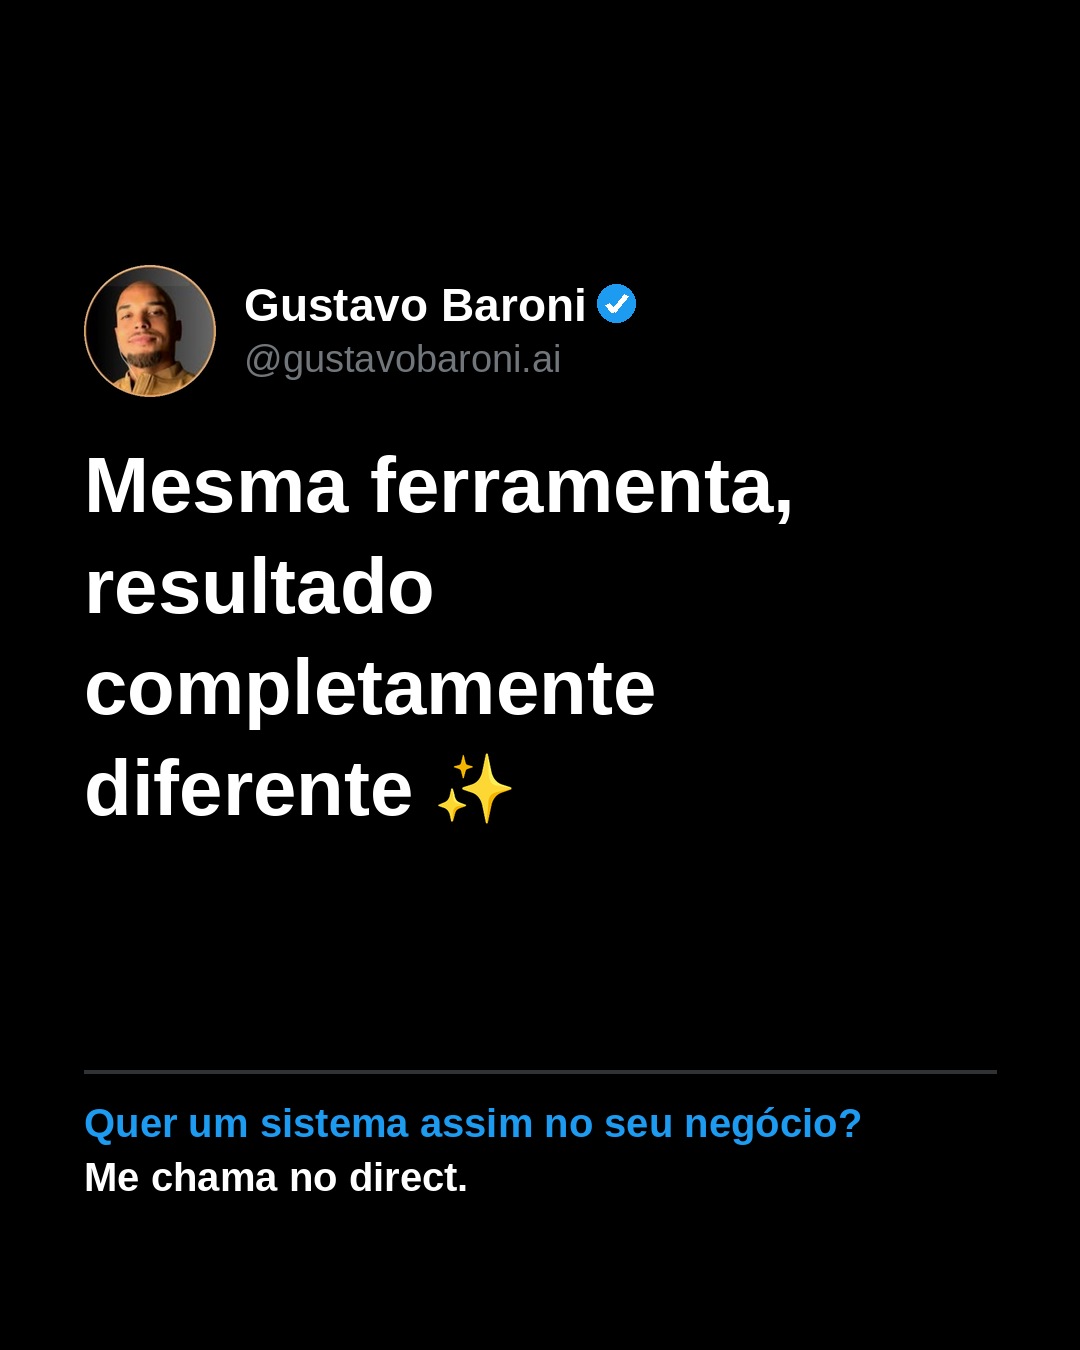 Gustavo Baroni
@gustavobaroni.ai
Mesma ferramenta,
resultado
completamente
diferente ✨
Quer um sistema assim no seu negócio?
Me chama no direct.